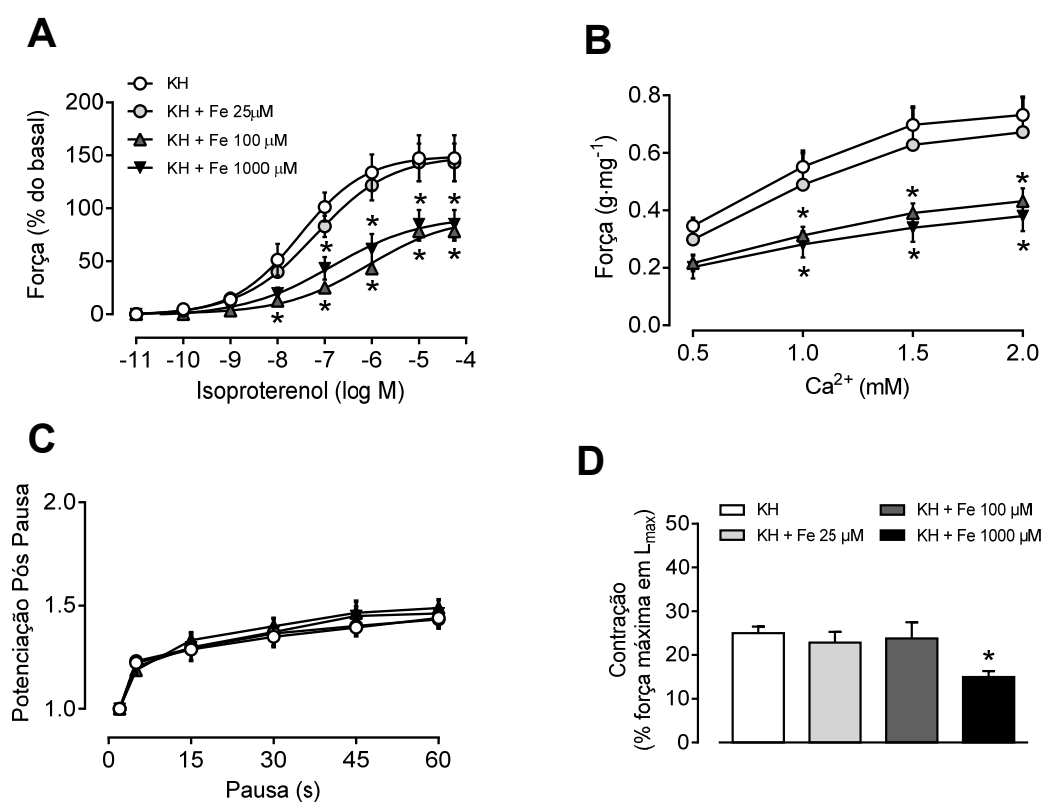 A
KH
KH + Fe 25μM
KH + Fe 100 μM
KH + Fe 1000 μM
Força (% do basal)
200
150
100
50
0
* * * * * * * * *
-11 -10 -9 -8 -7 -6 -5 -4
Isoproterenol (log M)
B
Força (g·mg⁻¹)
0.8
0.6
0.4
0.2
0.0
* * *
* * *
0.5 1.0 1.5 2.0
Ca²⁺ (mM)
C
Potenciação Pós Pausa
2.0
1.5
1.0
0 15 30 45 60
Pausa (s)
D
KH
KH + Fe 25 µM
KH + Fe 100 µM
KH + Fe 1000 µM
Contração
(% força máxima em Lmax)
50
40
30
20
10
0
*